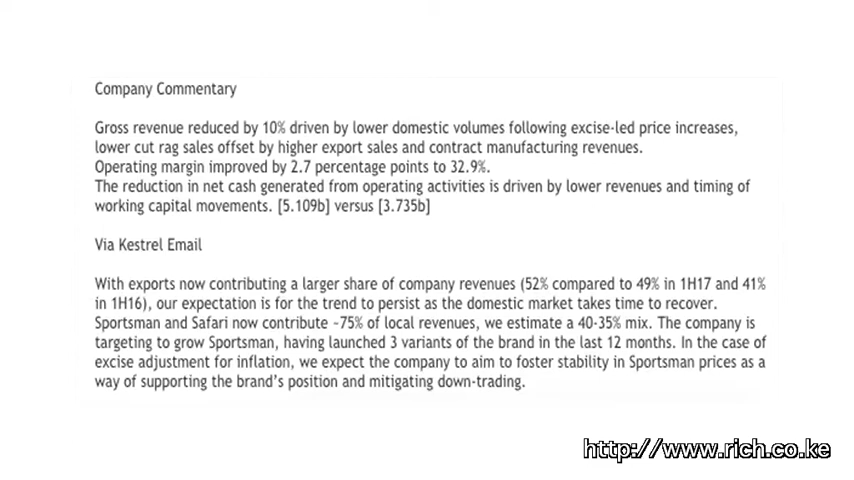 Company Commentary
Gross revenue reduced by 10% driven by lower domestic volumes following excise-led price increases,
lower cut rag sales offset by higher export sales and contract manufacturing revenues.
Operating margin improved by 2.7 percentage points to 32.9%.
The reduction in net cash generated from operating activities is driven by lower revenues and timing of
working capital movements. [5.109b] versus [3.735b]
Via Kestrel Email
With exports now contributing a larger share of company revenues (52% compared to 49% in 1H17 and 41%
in 1H16), our expectation is for the trend to persist as the domestic market takes time to recover.
Sportsman and Safari now contribute ~75% of local revenues, we estimate a 40-35% mix. The company is
targeting to grow Sportsman, having launched 3 variants of the brand in the last 12 months. In the case of
excise adjustment for inflation, we expect the company to aim to foster stability in Sportsman prices as a
way of supporting the brand's position and mitigating down-trading.
http://www.rich.co.ke